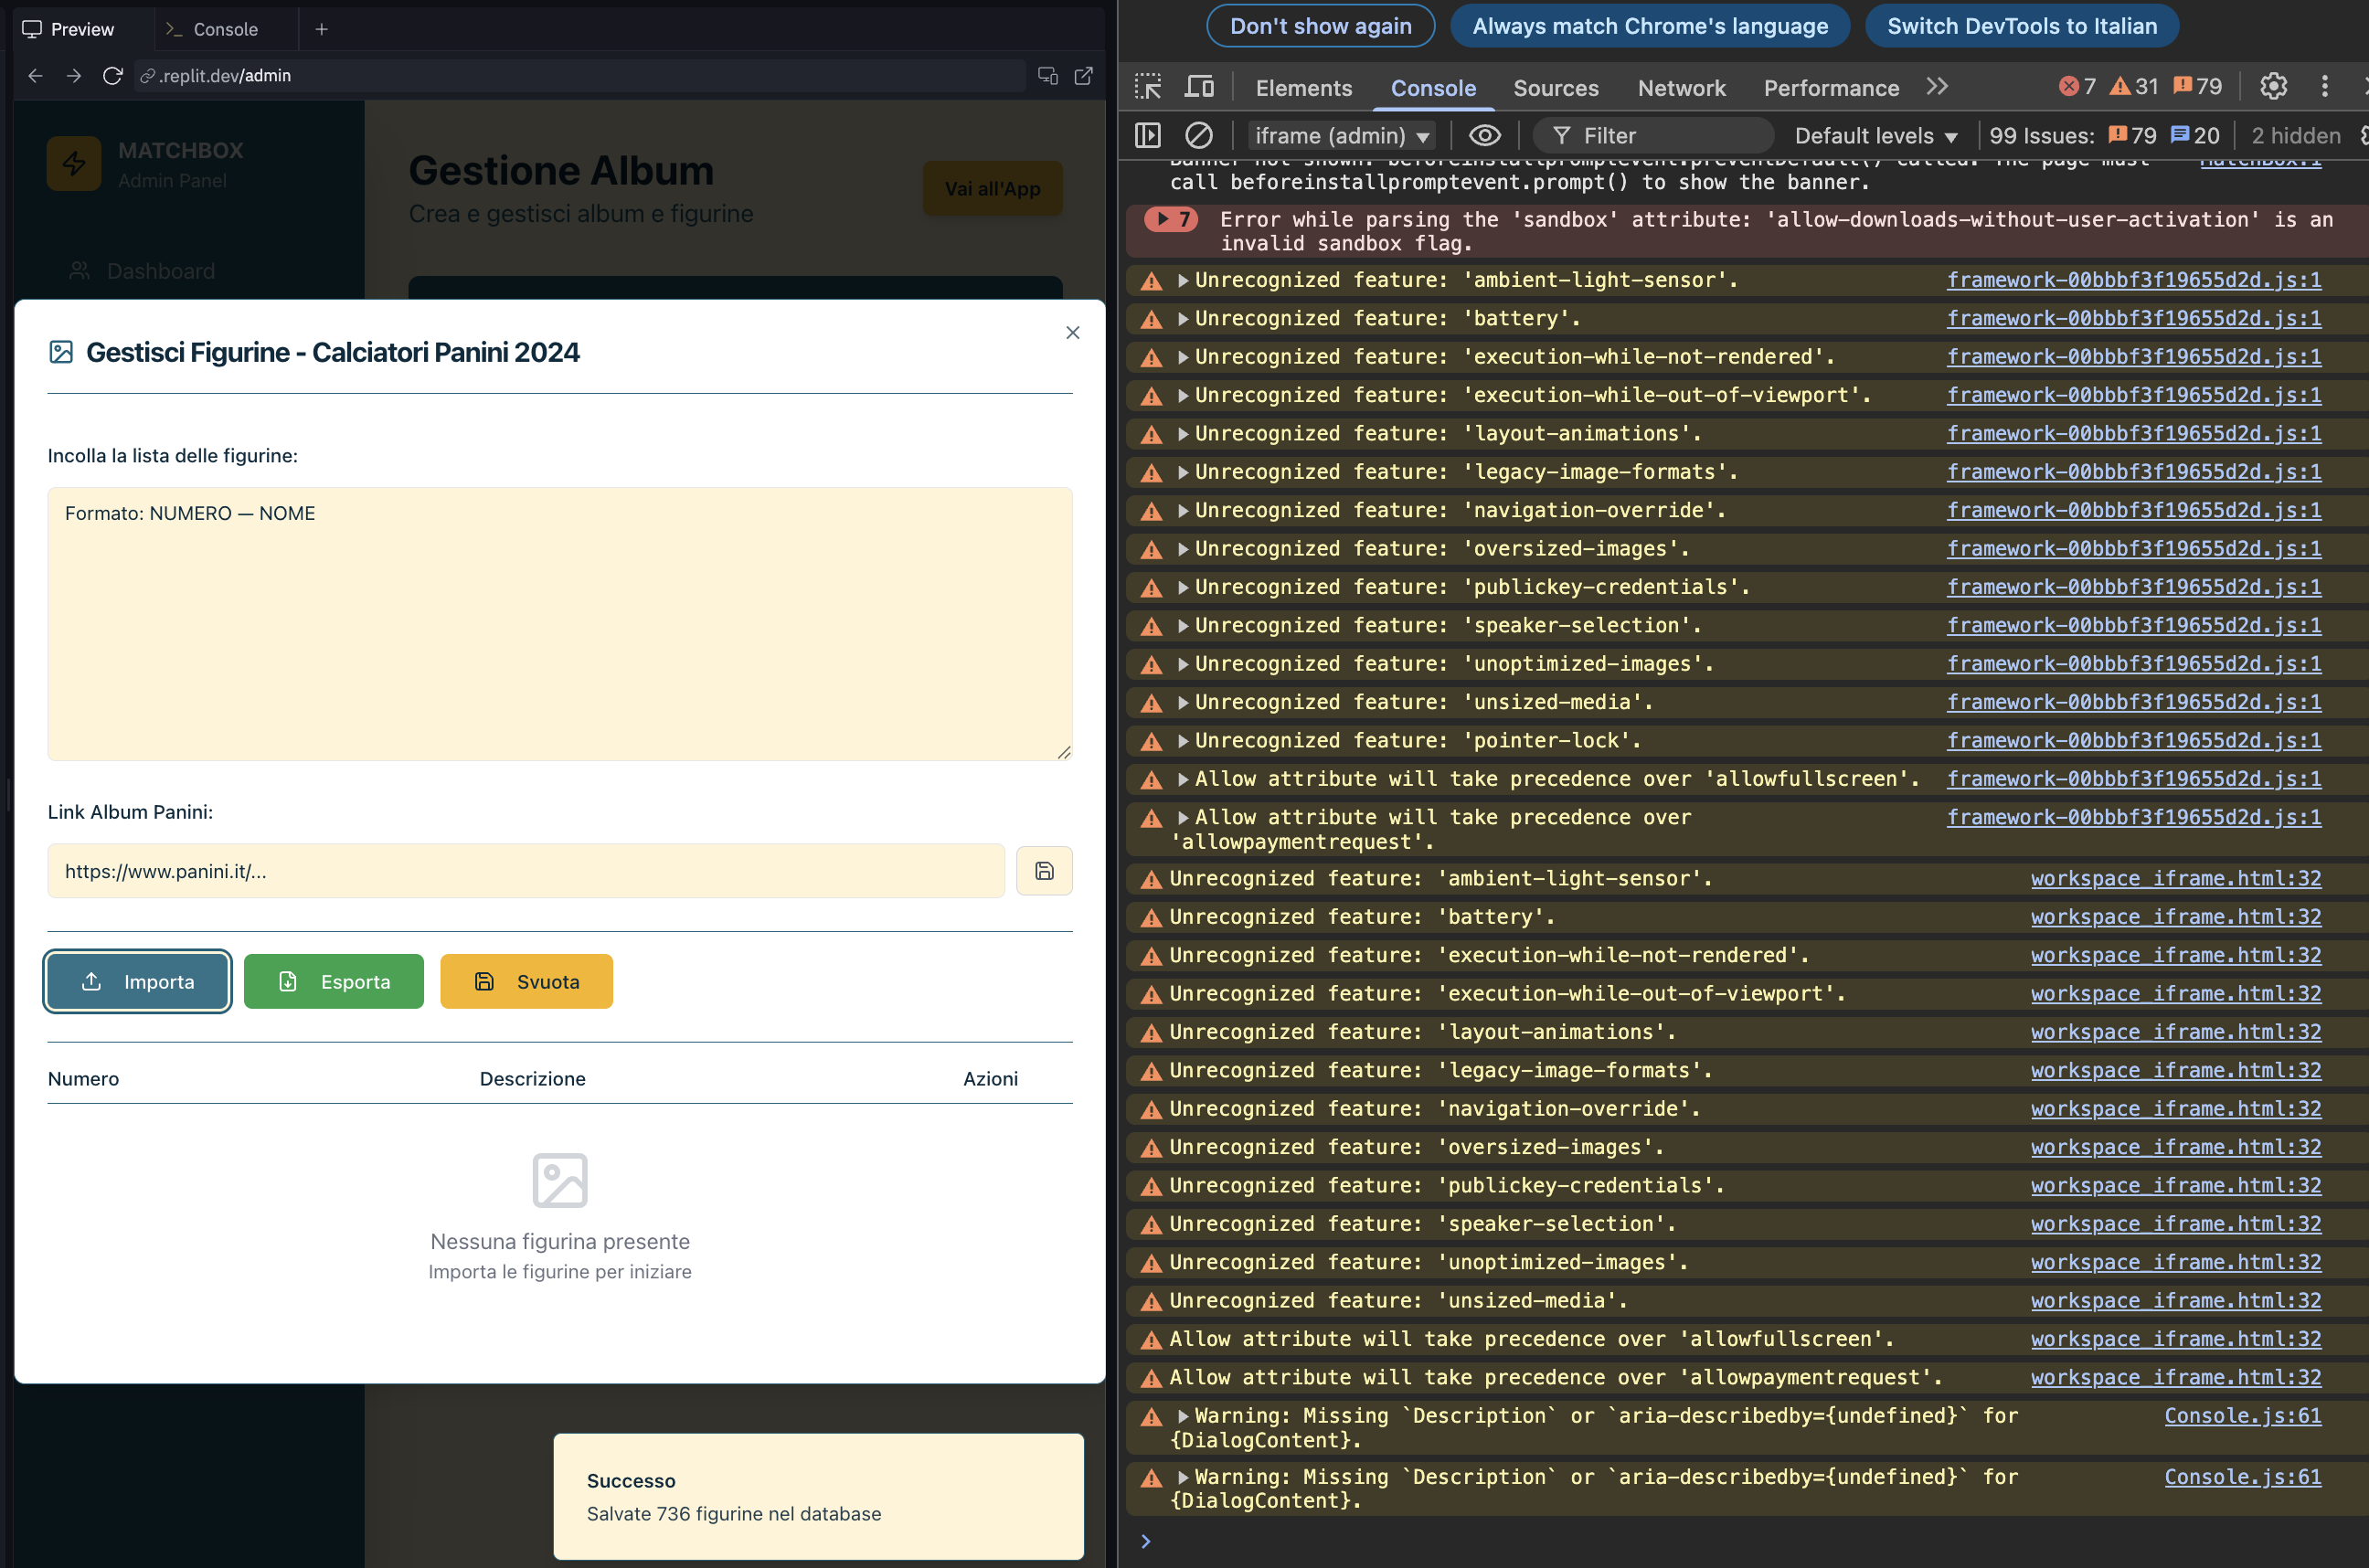 Preview
Console
.replit.dev/admin
MATCHBOX
Admin Panel
Dashboard
Gestione Album
Crea e gestisci album e figurine
Vai all'App
Gestisci Figurine - Calciatori Panini 2024
Incolla la lista delle figurine:
Formato: NUMERO — NOME
Link Album Panini:
https://www.panini.it/...
Importa
Esporta
Svuota
Numero Descrizione Azioni
Nessuna figurina presente
Importa le figurine per iniziare
Successo
Salvate 736 figurine nel database
Don't show again Always match Chrome's language Switch DevTools to Italian
Elements Console Sources Network Performance 7 31 79
iframe (admin) Filter Default levels 99 Issues: 79 20 2 hidden
Banner not shown: beforeinstallpromptevent.preventDefault() called. The page must MatchBox:1
call beforeinstallpromptevent.prompt() to show the banner.
7 Error while parsing the 'sandbox' attribute: 'allow-downloads-without-user-activation' is an
invalid sandbox flag.
Unrecognized feature: 'ambient-light-sensor'. framework-00bbbf3f19655d2d.js:1
Unrecognized feature: 'battery'. framework-00bbbf3f19655d2d.js:1
Unrecognized feature: 'execution-while-not-rendered'. framework-00bbbf3f19655d2d.js:1
Unrecognized feature: 'execution-while-out-of-viewport'. framework-00bbbf3f19655d2d.js:1
Unrecognized feature: 'layout-animations'. framework-00bbbf3f19655d2d.js:1
Unrecognized feature: 'legacy-image-formats'. framework-00bbbf3f19655d2d.js:1
Unrecognized feature: 'navigation-override'. framework-00bbbf3f19655d2d.js:1
Unrecognized feature: 'oversized-images'. framework-00bbbf3f19655d2d.js:1
Unrecognized feature: 'publickey-credentials'. framework-00bbbf3f19655d2d.js:1
Unrecognized feature: 'speaker-selection'. framework-00bbbf3f19655d2d.js:1
Unrecognized feature: 'unoptimized-images'. framework-00bbbf3f19655d2d.js:1
Unrecognized feature: 'unsized-media'. framework-00bbbf3f19655d2d.js:1
Unrecognized feature: 'pointer-lock'. framework-00bbbf3f19655d2d.js:1
Allow attribute will take precedence over 'allowfullscreen'. framework-00bbbf3f19655d2d.js:1
Allow attribute will take precedence over framework-00bbbf3f19655d2d.js:1
'allowpaymentrequest'.
Unrecognized feature: 'ambient-light-sensor'. workspace_iframe.html:32
Unrecognized feature: 'battery'. workspace_iframe.html:32
Unrecognized feature: 'execution-while-not-rendered'. workspace_iframe.html:32
Unrecognized feature: 'execution-while-out-of-viewport'. workspace_iframe.html:32
Unrecognized feature: 'layout-animations'. workspace_iframe.html:32
Unrecognized feature: 'legacy-image-formats'. workspace_iframe.html:32
Unrecognized feature: 'navigation-override'. workspace_iframe.html:32
Unrecognized feature: 'oversized-images'. workspace_iframe.html:32
Unrecognized feature: 'publickey-credentials'. workspace_iframe.html:32
Unrecognized feature: 'speaker-selection'. workspace_iframe.html:32
Unrecognized feature: 'unoptimized-images'. workspace_iframe.html:32
Unrecognized feature: 'unsized-media'. workspace_iframe.html:32
Allow attribute will take precedence over 'allowfullscreen'. workspace_iframe.html:32
Allow attribute will take precedence over 'allowpaymentrequest'. workspace_iframe.html:32
Warning: Missing `Description` or `aria-describedby={undefined}` for Console.js:61
{DialogContent}.
Warning: Missing `Description` or `aria-describedby={undefined}` for Console.js:61
{DialogContent}.